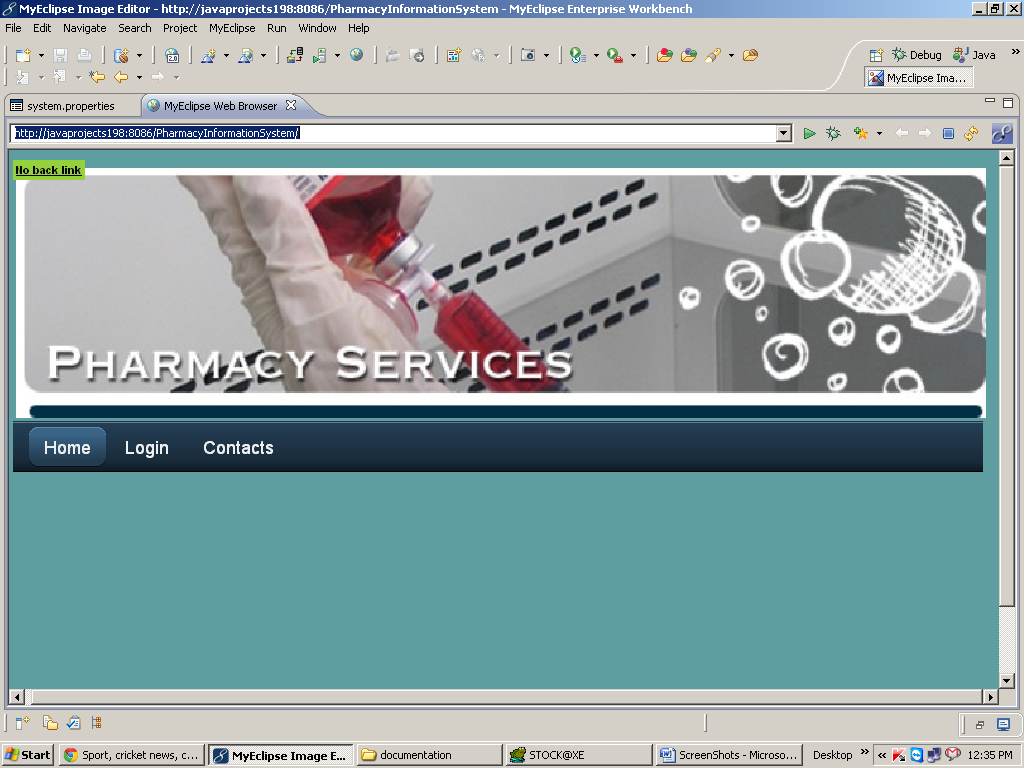 MyEclipse Image Editor - http://javaprojects198:8086/PharmacyInformationSystem - MyEclipse Enterprise Workbench
File Edit Navigate Search Project MyEclipse Run Window Help
2.0
Debug Java »
MyEclipse Ima...
system.properties MyEclipse Web Browser
http://javaprojects198:8086/PharmacyInformationSystem/
No back link
Pharmacy Services
Home Login Contacts
Start Sport, cricket news, c... MyEclipse Image E... documentation STOCK@XE ScreenShots - Microso... Desktop » « 12:35 PM